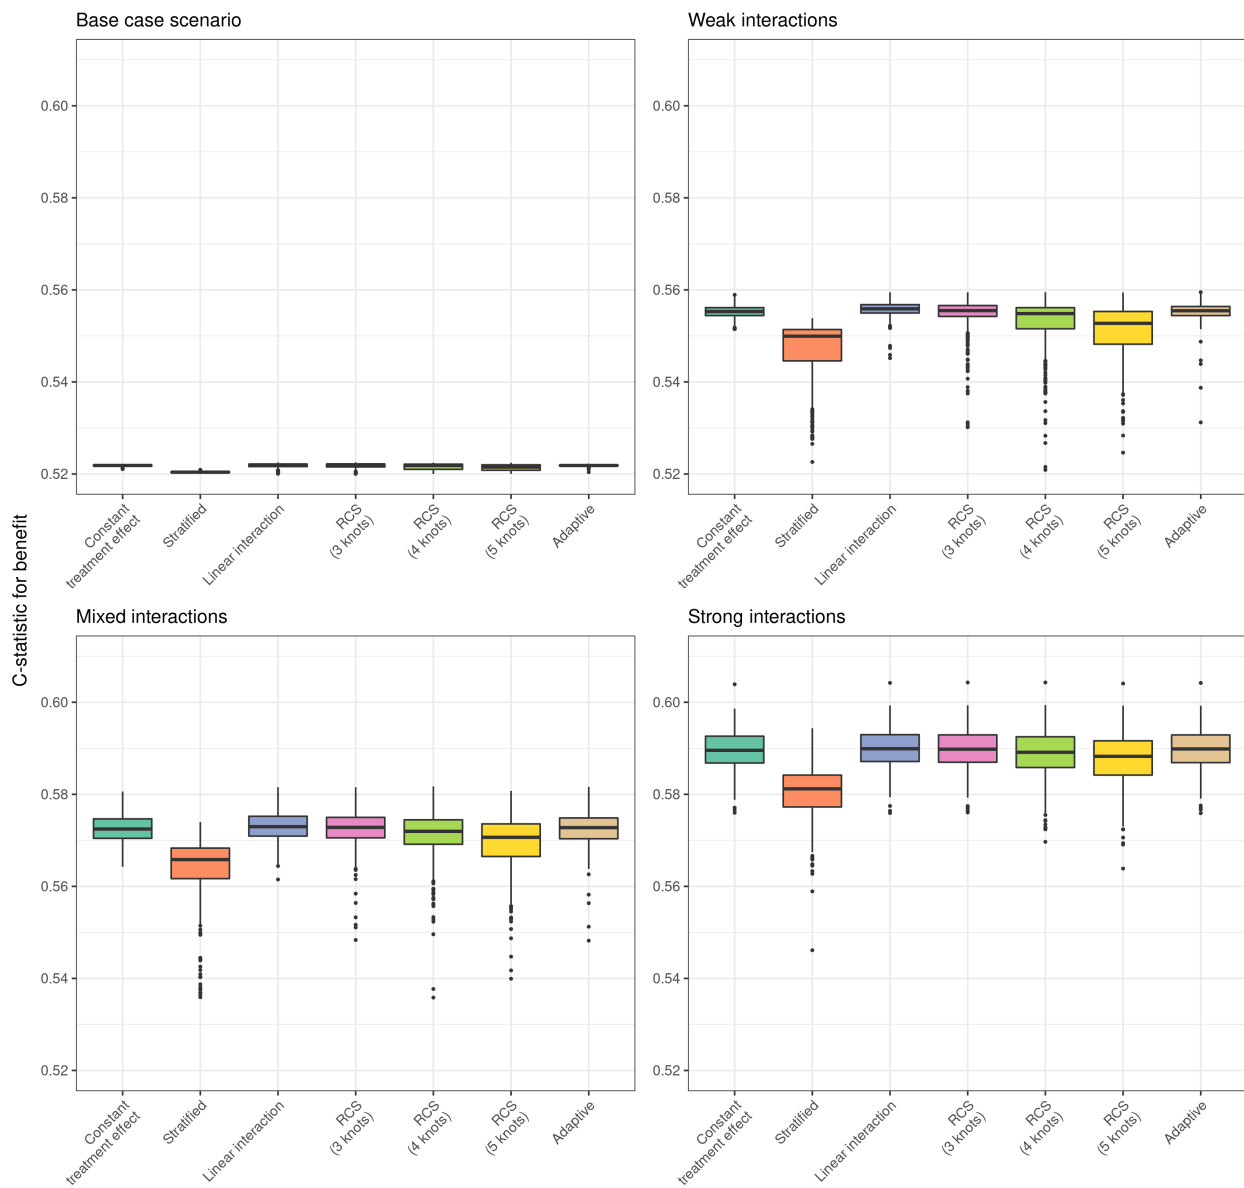 Base case scenario
0.60
0.58
0.56
0.54
0.52
Constant
treatment effect
Stratified
Linear interaction
RCS
(3 knots)
RCS
(4 knots)
RCS
(5 knots)
Adaptive
Weak interactions
0.60
0.58
0.56
0.54
0.52
Constant
treatment effect
Stratified
Linear interaction
RCS
(3 knots)
RCS
(4 knots)
RCS
(5 knots)
Adaptive
C-statistic for benefit
Mixed interactions
0.60
0.58
0.56
0.54
0.52
Constant
treatment effect
Stratified
Linear interaction
RCS
(3 knots)
RCS
(4 knots)
RCS
(5 knots)
Adaptive
Strong interactions
0.60
0.58
0.56
0.54
0.52
Constant
treatment effect
Stratified
Linear interaction
RCS
(3 knots)
RCS
(4 knots)
RCS
(5 knots)
Adaptive